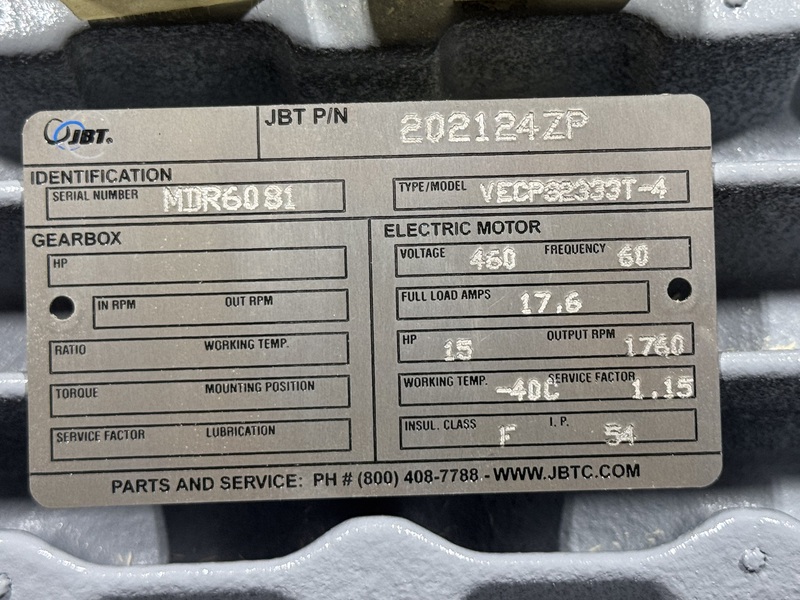 JBT
JBT P/N 202124ZP
IDENTIFICATION
SERIAL NUMBER MDR6081
TYPE/MODEL VECPS2333T-4
GEARBOX
HP
IN RPM OUT RPM
RATIO WORKING TEMP.
TORQUE MOUNTING POSITION
SERVICE FACTOR LUBRICATION
ELECTRIC MOTOR
VOLTAGE 460 FREQUENCY 60
FULL LOAD AMPS 17.6
HP 15 OUTPUT RPM 1760
WORKING TEMP. -40C SERVICE FACTOR 1.15
INSUL. CLASS F I.P. 54
PARTS AND SERVICE: PH # (800) 408-7788 - WWW.JBTC.COM